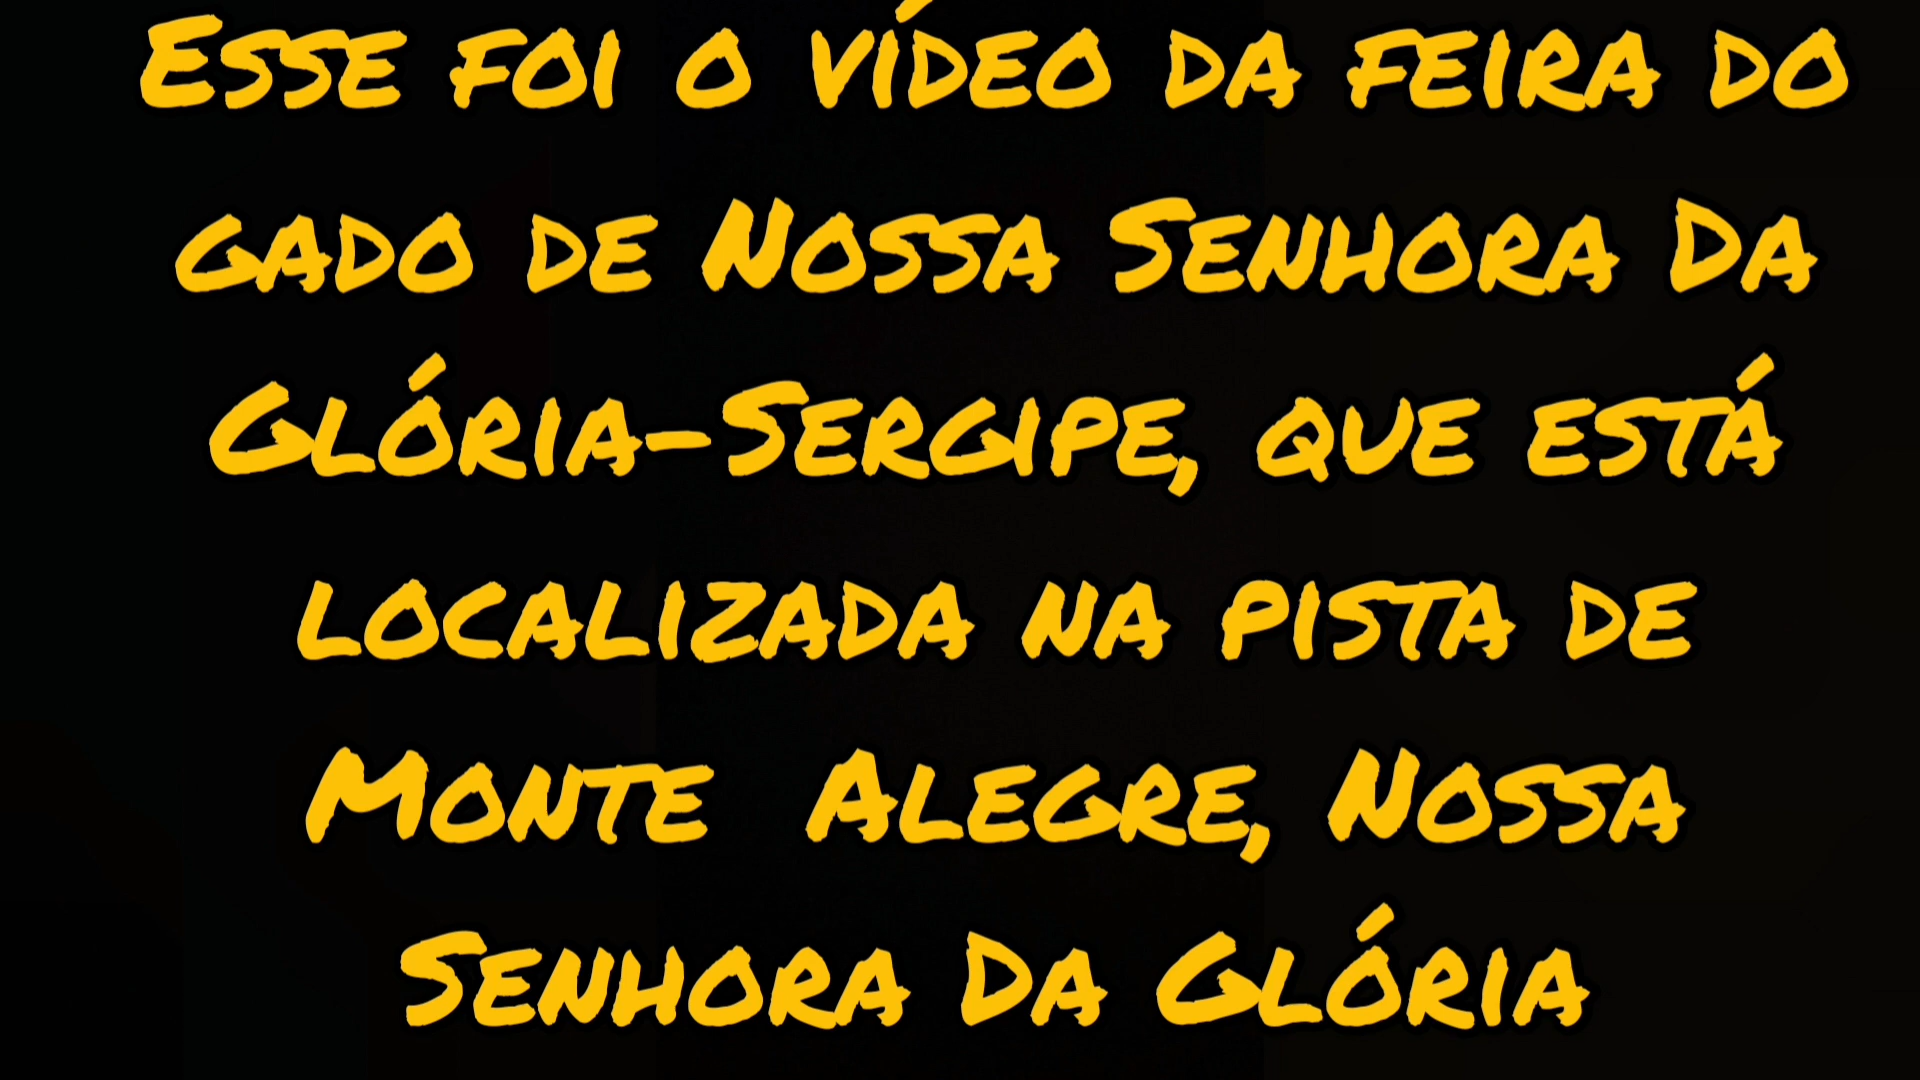 Esse foi o vídeo da feira do
gado de Nossa Senhora Da
Glória-Sergipe, que está
localizada na pista de
Monte  Alegre, Nossa
Senhora Da Glória